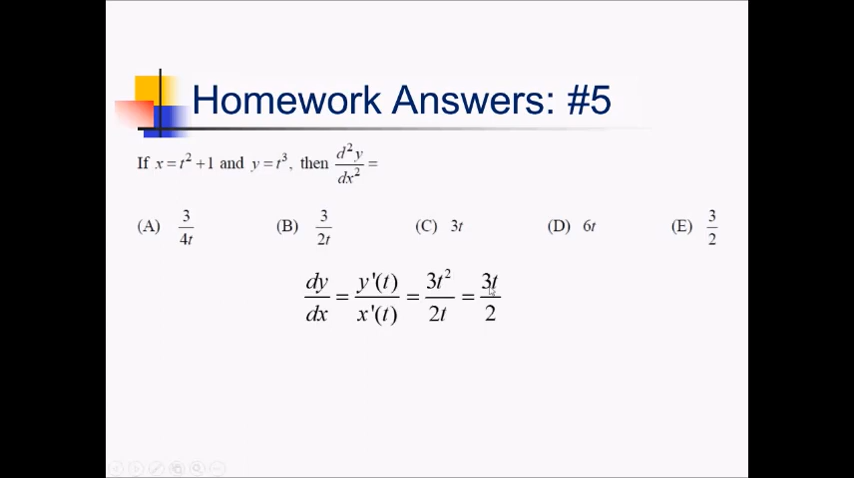 Homework Answers: #5
If x = t² + 1 and y = t³, then d²y/dx² =
(A) 3/4t (B) 3/2t (C) 3t (D) 6t (E) 3/2
dy/dx = y'(t)/x'(t) = 3t²/2t = 3t/2